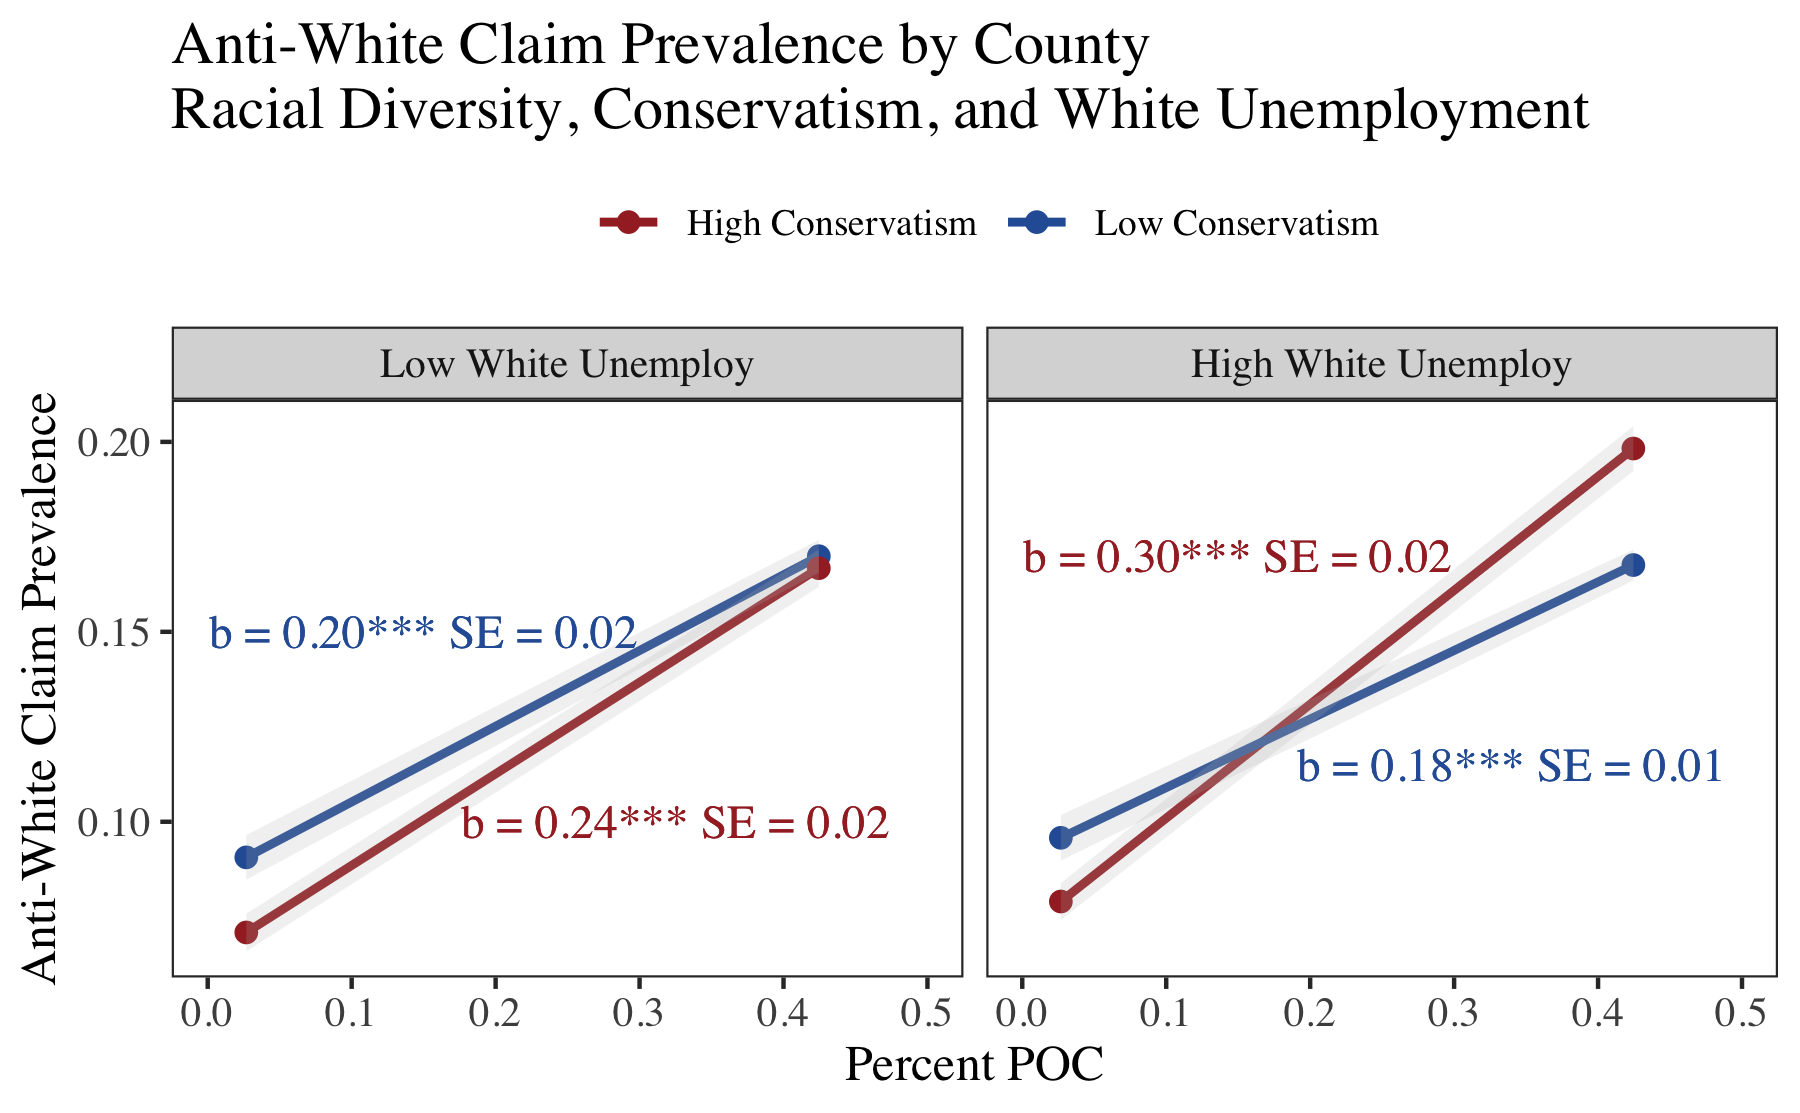 Anti-White Claim Prevalence by County
Racial Diversity, Conservatism, and White Unemployment
High Conservatism
Low Conservatism
Low White Unemploy
High White Unemploy
Anti-White Claim Prevalence
0.20
0.15
0.10
b = 0.20*** SE = 0.02
b = 0.24*** SE = 0.02
b = 0.30*** SE = 0.02
b = 0.18*** SE = 0.01
0.0 0.1 0.2 0.3 0.4 0.5
0.0 0.1 0.2 0.3 0.4 0.5
Percent POC